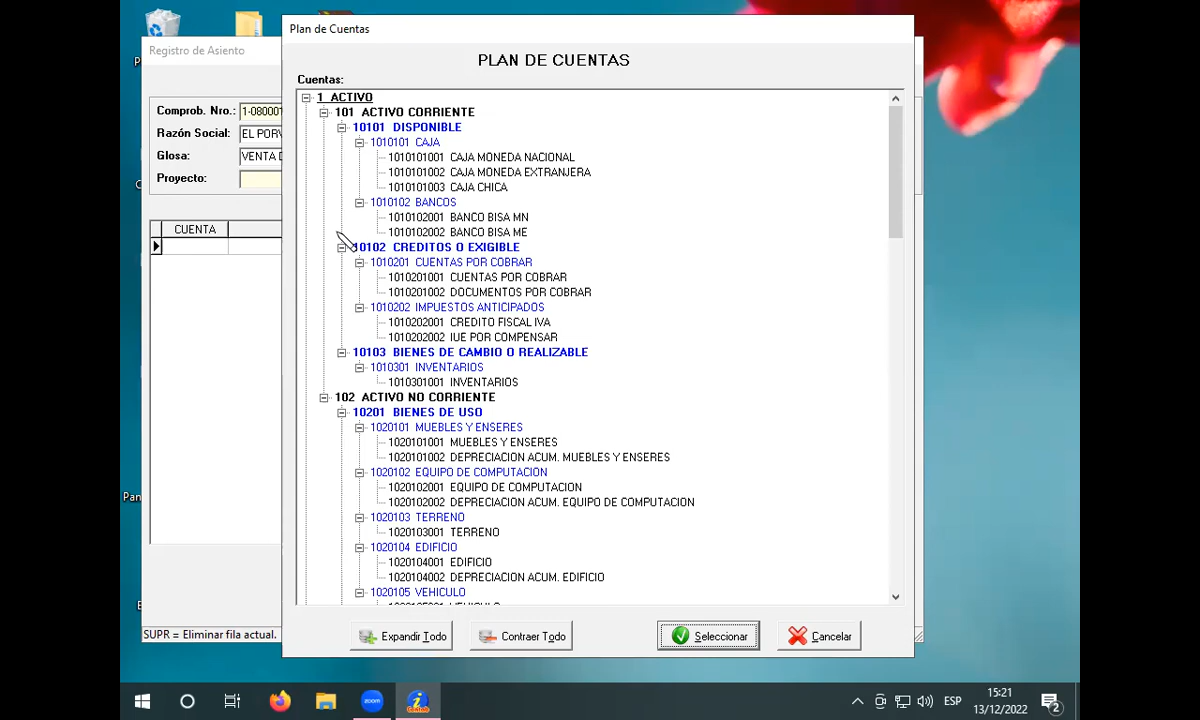 Plan de Cuentas
Registro de Asiento
PLAN DE CUENTAS
Cuentas:
Comprob. Nro.: 1-080001
Razón Social: EL PORV
Glosa: VENTA D
Proyecto:
CUENTA
1 ACTIVO
101 ACTIVO CORRIENTE
10101 DISPONIBLE
1010101 CAJA
1010101001 CAJA MONEDA NACIONAL
1010101002 CAJA MONEDA EXTRANJERA
1010101003 CAJA CHICA
1010102 BANCOS
1010102001 BANCO BISA MN
1010102002 BANCO BISA ME
10102 CREDITOS O EXIGIBLE
1010201 CUENTAS POR COBRAR
1010201001 CUENTAS POR COBRAR
1010201002 DOCUMENTOS POR COBRAR
1010202 IMPUESTOS ANTICIPADOS
1010202001 CREDITO FISCAL IVA
1010202002 IUE POR COMPENSAR
10103 BIENES DE CAMBIO O REALIZABLE
1010301 INVENTARIOS
1010301001 INVENTARIOS
102 ACTIVO NO CORRIENTE
10201 BIENES DE USO
1020101 MUEBLES Y ENSERES
1020101001 MUEBLES Y ENSERES
1020101002 DEPRECIACION ACUM. MUEBLES Y ENSERES
1020102 EQUIPO DE COMPUTACION
1020102001 EQUIPO DE COMPUTACION
1020102002 DEPRECIACION ACUM. EQUIPO DE COMPUTACION
1020103 TERRENO
1020103001 TERRENO
1020104 EDIFICIO
1020104001 EDIFICIO
1020104002 DEPRECIACION ACUM. EDIFICIO
1020105 VEHICULO
Pan
SUPR = Eliminar fila actual.
Expandir Todo
Contraer Todo
Seleccionar
Cancelar
zoom
ESP
15:21
13/12/2022
2